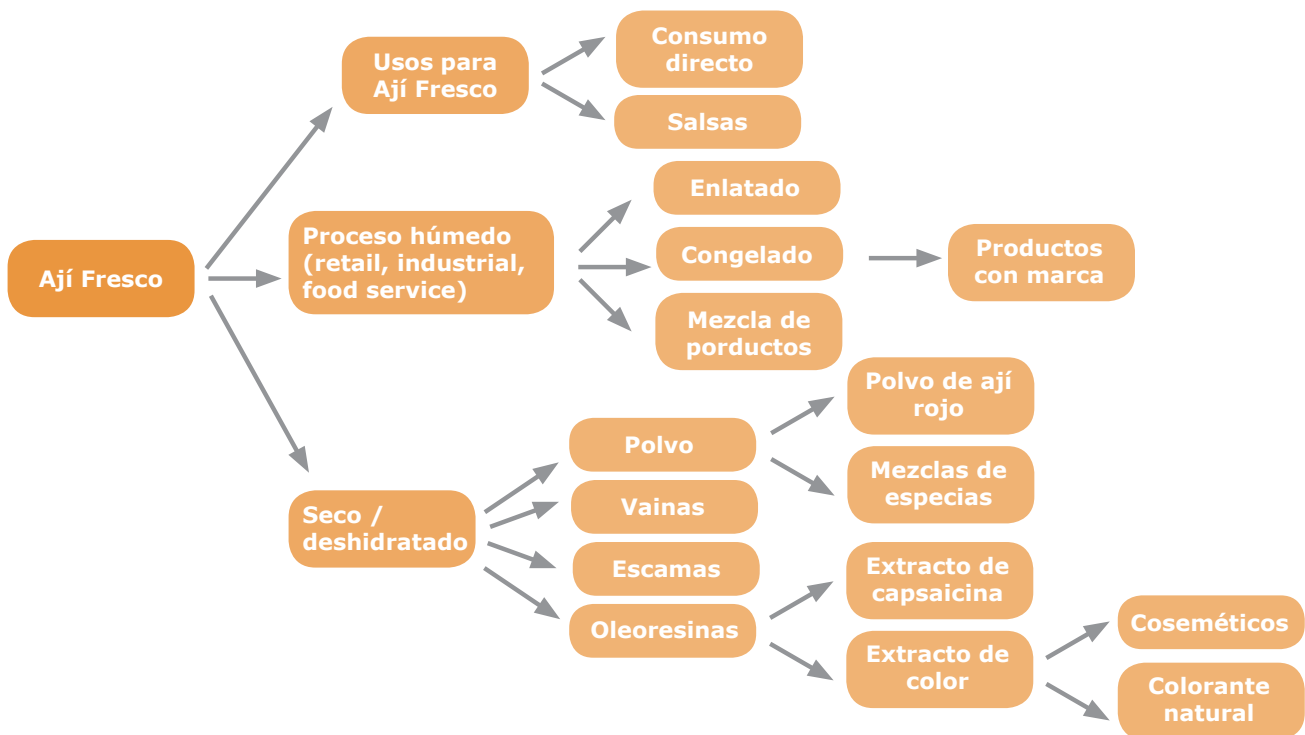 Ají Fresco
Usos para
Ají Fresco
Consumo
directo
Salsas
Proceso húmedo
(retail, industrial,
food service)
Enlatado
Congelado
Mezcla de
porductos
Productos
con marca
Seco /
deshidratado
Polvo
Polvo de ají
rojo
Mezclas de
especias
Vainas
Escamas
Oleoresinas
Extracto de
capsaicina
Extracto de
color
Coseméticos
Colorante
natural